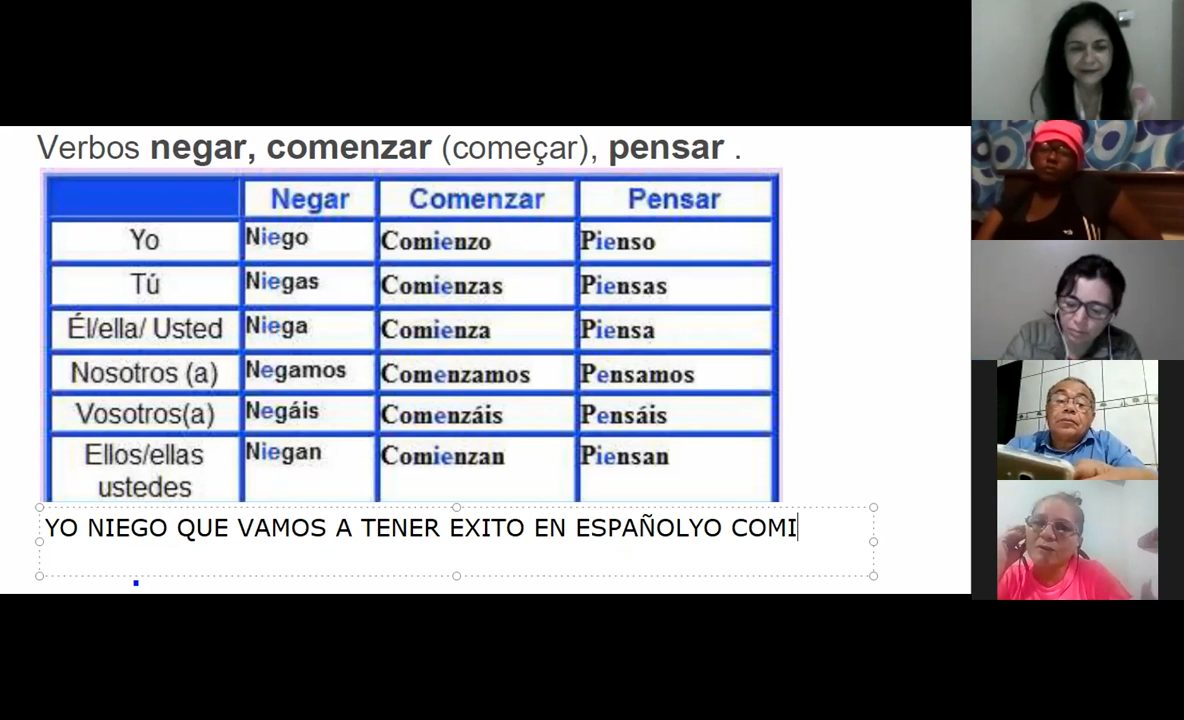 Verbos negar, comenzar (começar), pensar .
Negar Comenzar Pensar
Yo Niego Comienzo Pienso
Tú Niegas Comienzas Piensas
Él/ella/ Usted Niega Comienza Piensa
Nosotros (a) Negamos Comenzamos Pensamos
Vosotros(a) Negáis Comenzáis Pensáis
Ellos/ellas Niegan Comienzan Piensan
ustedes
YO NIEGO QUE VAMOS A TENER EXITO EN ESPAÑOLYO COMI